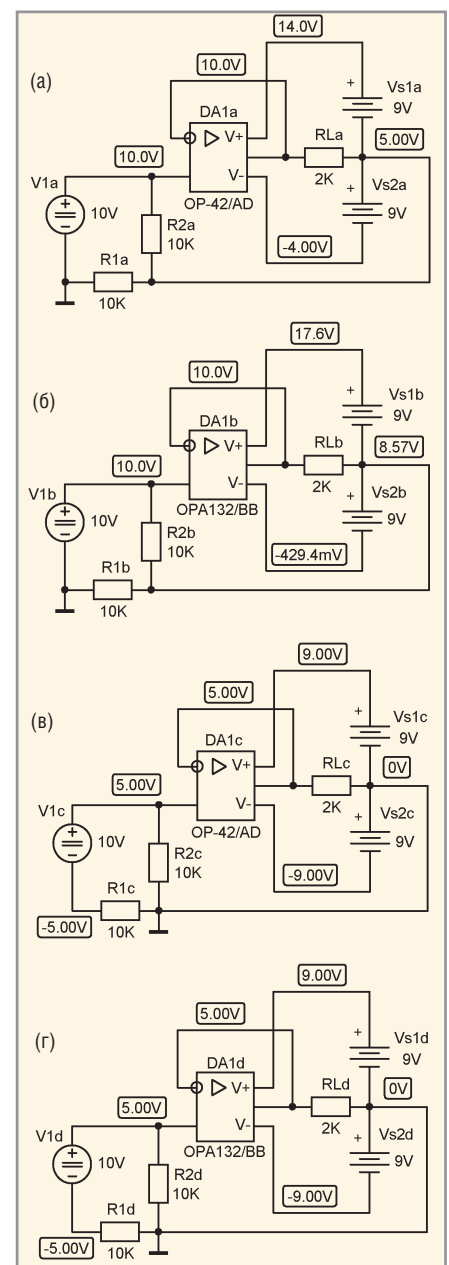 14.0V
(а)
10.0V
+
Vs1a
9V
DA1a
V+
5.00V
10.0V
RLa
V-
2K
+
Vs2a
9V
V1a
10V
OP-42/AD
R2a
10K
-4.00V
R1a
10K
17.6V
(б)
10.0V
+
Vs1b
9V
DA1b
V+
8.57V
10.0V
RLb
V-
2K
+
Vs2b
9V
V1b
10V
OPA132/BB
R2b
10K
-429.4mV
R1b
10K
9.00V
(в)
5.00V
+
Vs1c
9V
DA1c
V+
0V
5.00V
RLc
V-
2K
+
Vs2c
9V
V1c
10V
OP-42/AD
R2c
10K
-9.00V
R1c
-5.00V
10K
9.00V
(г)
5.00V
+
Vs1d
9V
DA1d
V+
0V
5.00V
RLd
V-
2K
+
Vs2d
9V
V1d
10V
OPA132/BB
R2d
10K
-9.00V
R1d
-5.00V
10K